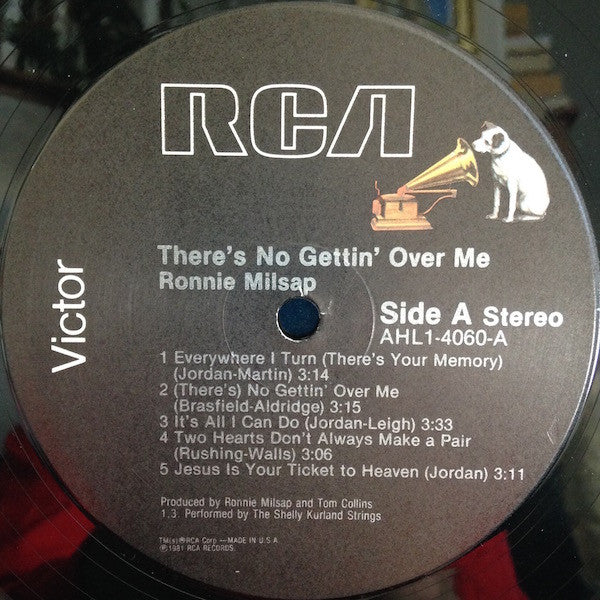 RCA
Victor
There's No Gettin' Over Me
Ronnie Milsap
Side A Stereo
AHL1-4060-A
1 Everywhere I Turn (There's Your Memory)
(Jordan-Martin) 3:14
2 (There's) No Gettin' Over Me
(Brasfield-Aldridge) 3:15
3 It's All I Can Do (Jordan-Leigh) 3:33
4 Two Hearts Don't Always Make a Pair
(Rushing-Walls) 3:06
5 Jesus Is Your Ticket to Heaven (Jordan) 3:11
Produced by Ronnie Milsap and Tom Collins
1.3. Performed by The Shelly Kurland Strings
TM(s)®RCA Corp —MADE IN U.S.A.
℗1981 RCA RECORDS.